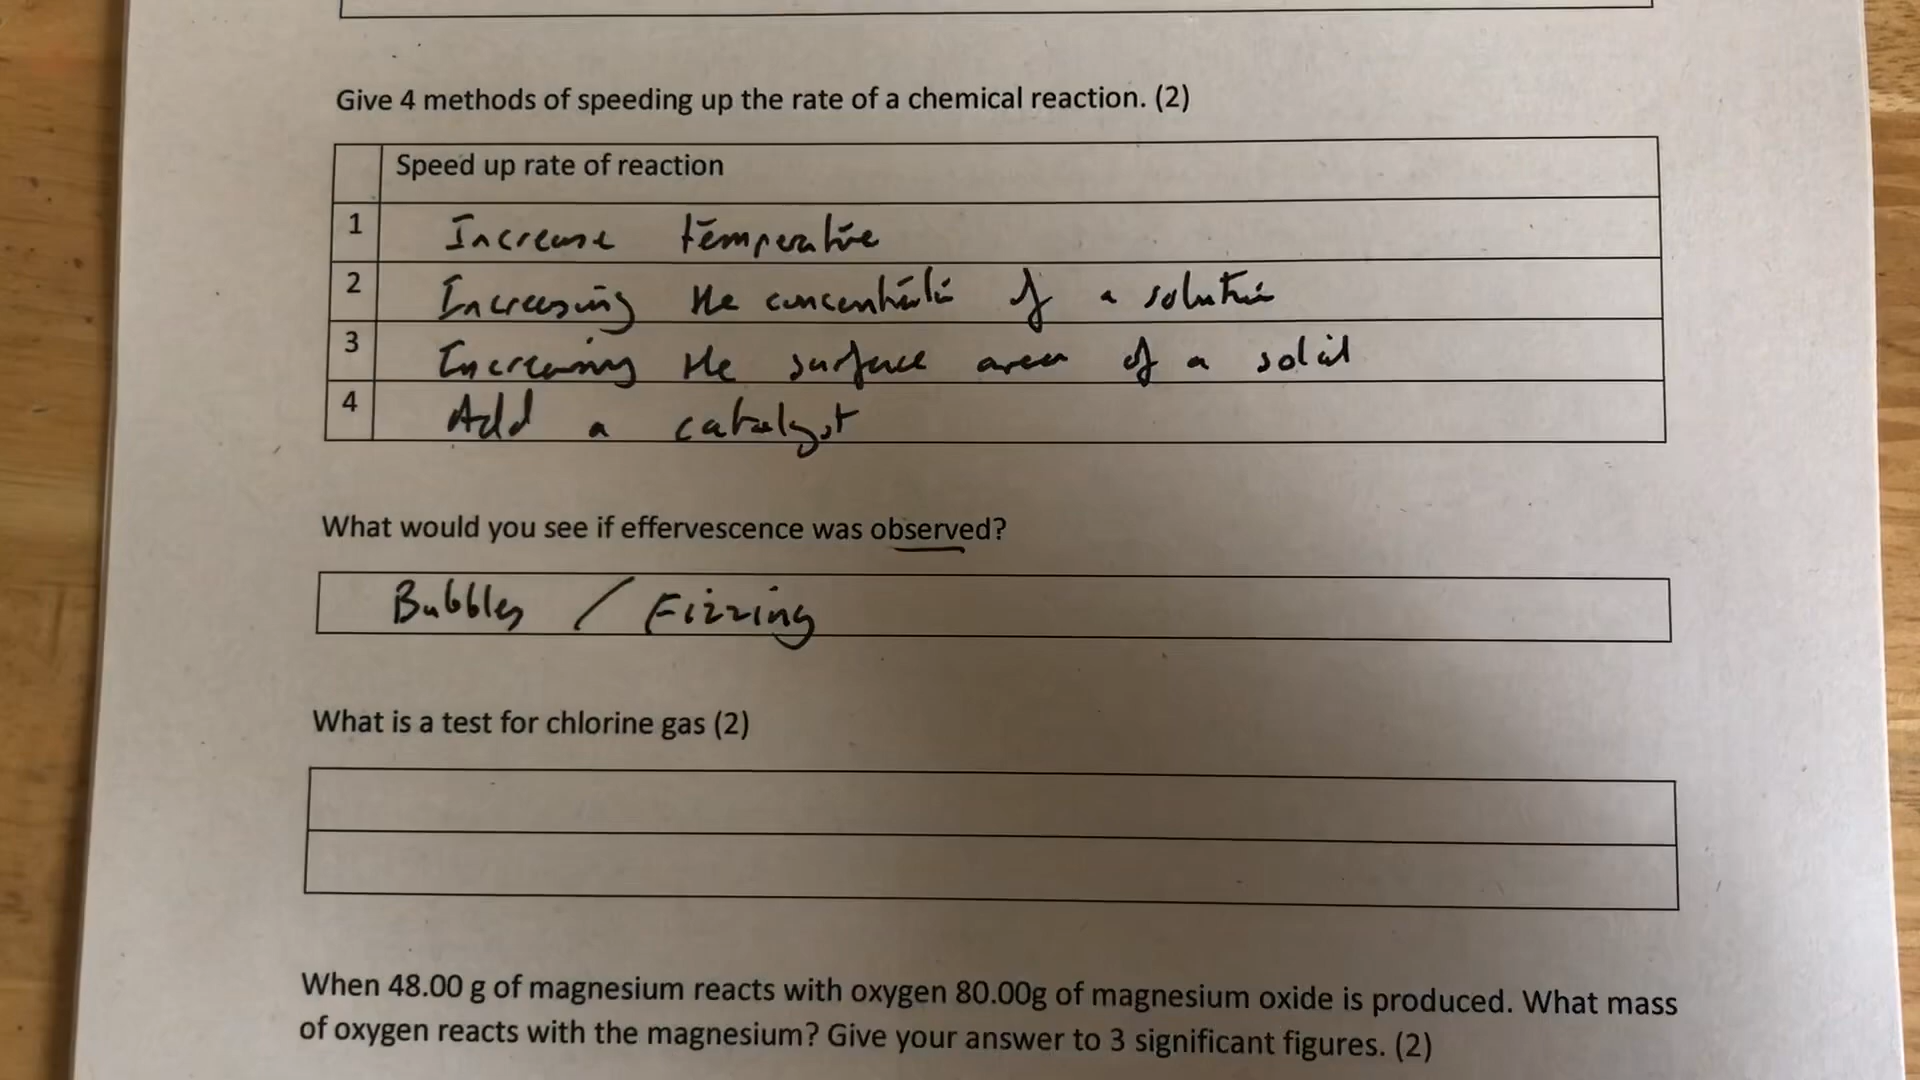 Give 4 methods of speeding up the rate of a chemical reaction. (2)
Speed up rate of reaction
1 Increase temperature
2 Increasing the concentration of a solution
3 Increasing the surface area of a solid
4 Add a catalyst
What would you see if effervescence was observed?
Bubbles / Fizzing
What is a test for chlorine gas (2)
When 48.00 g of magnesium reacts with oxygen 80.00g of magnesium oxide is produced. What mass
of oxygen reacts with the magnesium? Give your answer to 3 significant figures. (2)